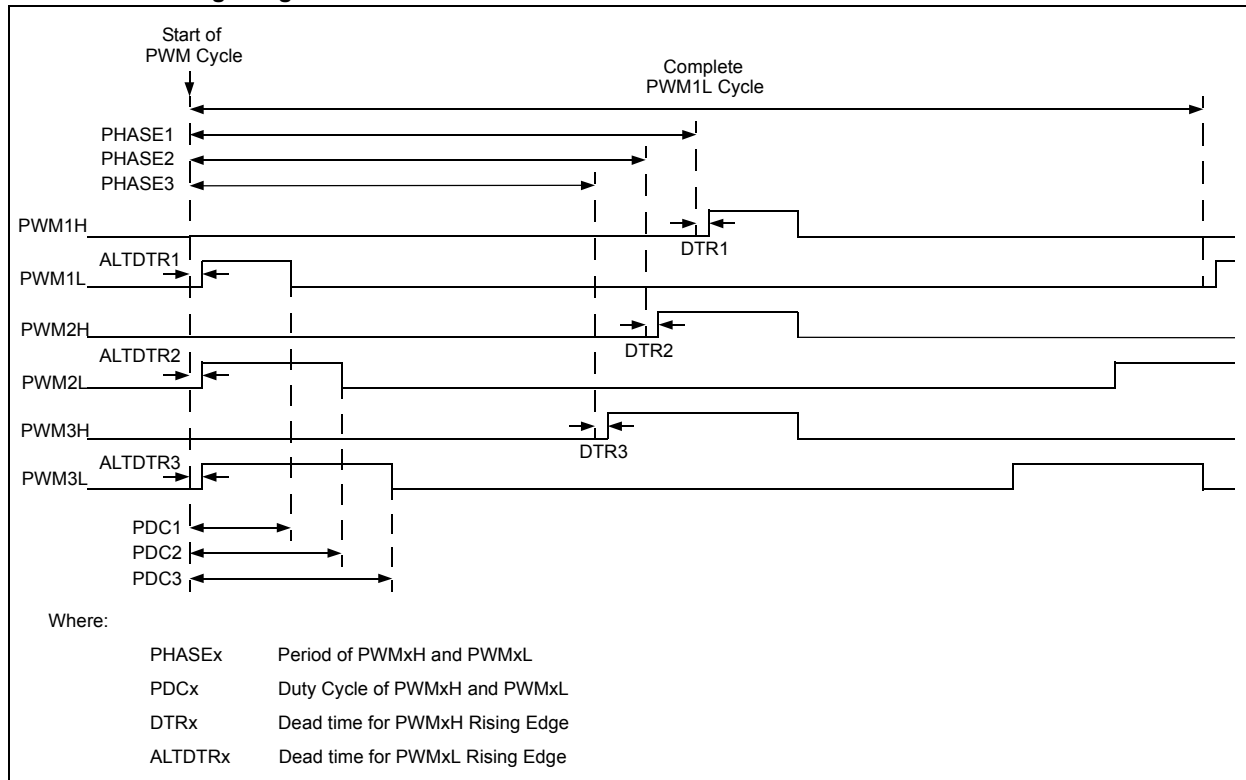 Start of
PWM Cycle
Complete
PWM1L Cycle
PHASE1
PHASE2
PHASE3
PWM1H
DTR1
ALTDTR1
PWM1L
PWM2H
DTR2
ALTDTR2
PWM2L
PWM3H
DTR3
ALTDTR3
PWM3L
PDC1
PDC2
PDC3
Where:
PHASEx Period of PWMxH and PWMxL
PDCx Duty Cycle of PWMxH and PWMxL
DTRx Dead time for PWMxH Rising Edge
ALTDTRx Dead time for PWMxL Rising Edge